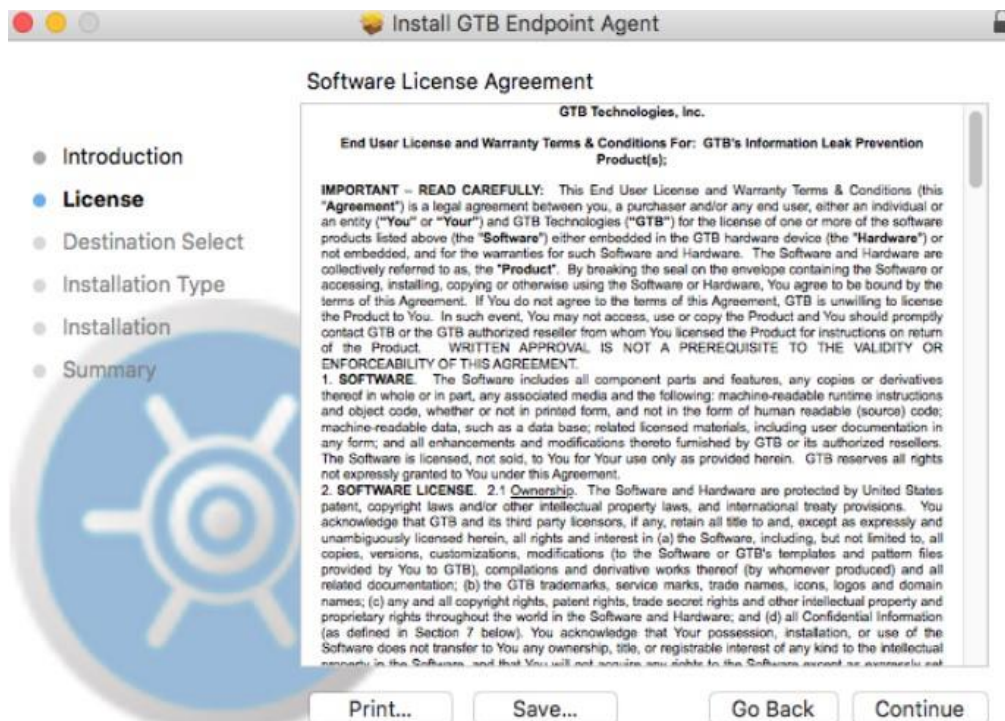 Install GTB Endpoint Agent
Introduction
License
Destination Select
Installation Type
Installation
Summary
Software License Agreement
GTB Technologies, Inc.
End User License and Warranty Terms & Conditions For: GTB's Information Leak Prevention
Product(s);
IMPORTANT – READ CAREFULLY: This End User License and Warranty Terms & Conditions (this
"Agreement") is a legal agreement between you, a purchaser and/or any end user, either an individual or
an entity ("You" or "Your") and GTB Technologies ("GTB") for the license of one or more of the software
products listed above (the "Software") either embedded in the GTB hardware device (the "Hardware") or
not embedded, and for the warranties for such Software and Hardware. The Software and Hardware are
collectively referred to as, the "Product". By breaking the seal on the envelope containing the Software or
accessing, installing, copying or otherwise using the Software or Hardware, You agree to be bound by the
terms of this Agreement. If You do not agree to the terms of this Agreement, GTB is unwilling to license
the Product to You. In such event, You may not access, use or copy the Product and You should promptly
contact GTB or the GTB authorized reseller from whom You licensed the Product for instructions on return
of the Product. WRITTEN APPROVAL IS NOT A PREREQUISITE TO THE VALIDITY OR
ENFORCEABILITY OF THIS AGREEMENT.
1. SOFTWARE. The Software includes all component parts and features, any copies or derivatives
thereof in whole or in part, any associated media and the following: machine-readable runtime instructions
and object code, whether or not in printed form, and not in the form of human readable (source) code;
machine-readable data, such as a data base; related licensed materials, including user documentation in
any form; and all enhancements and modifications thereto furnished by GTB or its authorized resellers.
The Software is licensed, not sold, to You for Your use only as provided herein. GTB reserves all rights
not expressly granted to You under this Agreement.
2. SOFTWARE LICENSE. 2.1 Ownership. The Software and Hardware are protected by United States
patent, copyright laws and/or other intellectual property laws, and international treaty provisions. You
acknowledge that GTB and its third party licensors, if any, retain all title to and, except as expressly and
unambiguously licensed herein, all rights and interest in (a) the Software, including, but not limited to, all
copies, versions, customizations, modifications (to the Software or GTB's templates and pattern files
provided by You to GTB), compilations and derivative works thereof (by whomever produced) and all
related documentation; (b) the GTB trademarks, service marks, trade names, icons, logos and domain
names; (c) any and all copyright rights, patent rights, trade secret rights and other intellectual property and
proprietary rights throughout the world in the Software and Hardware; and (d) all Confidential Information
(as defined in Section 7 below). You acknowledge that Your possession, installation, or use of the
Software does not transfer to You any ownership, title, or registrable interest of any kind to the intellectual
property in the Software, and that You will not acquire any rights to the Software except as expressly set
Print...
Save...
Go Back
Continue